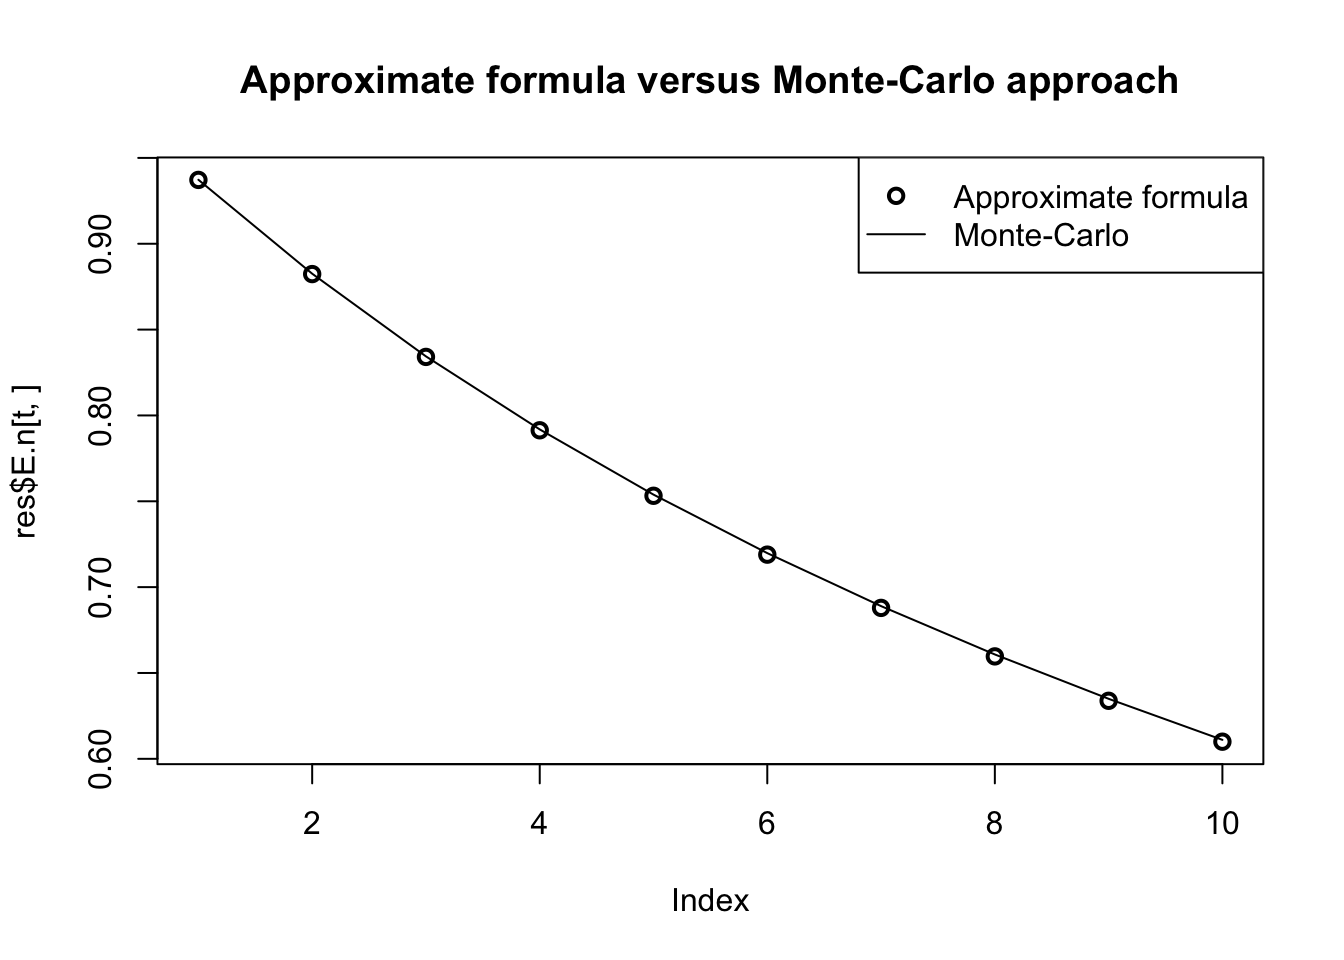 Approximate formula versus Monte-Carlo approach
Approximate formula
Monte-Carlo
res$E.n[t, ]
0.90
0.80
0.70
0.60
2 4 6 8 10
Index